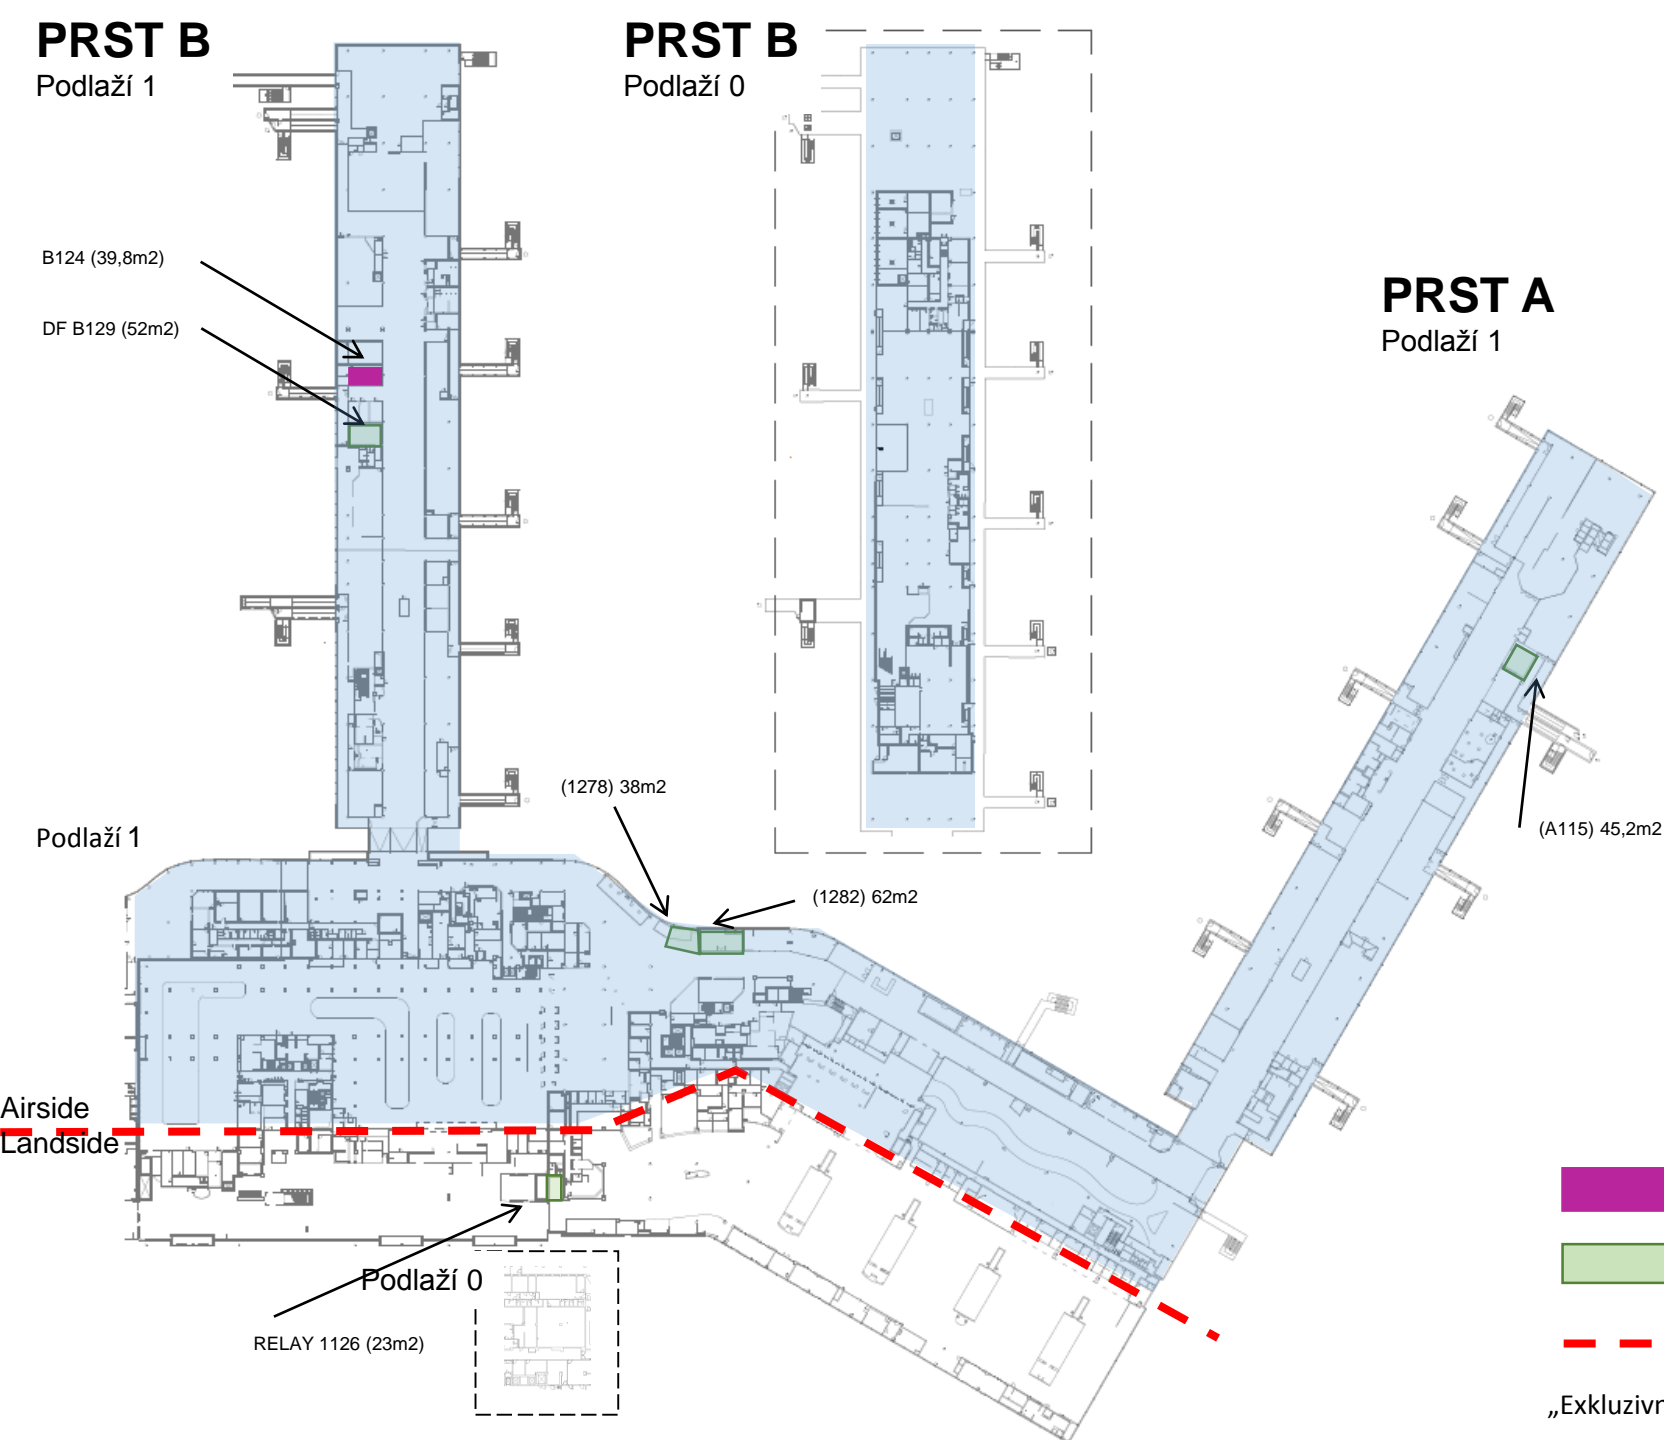 PRST B
Podlaží 1
PRST B
Podlaží 0
B124 (39,8m2)
DF B129 (52m2)
PRST A
Podlaží 1
(1278) 38m2
(A115) 45,2m2
Podlaží 1
(1282) 62m2
Airside
Landside
Podlaží 0
RELAY 1126 (23m2)
„Exkluzivn